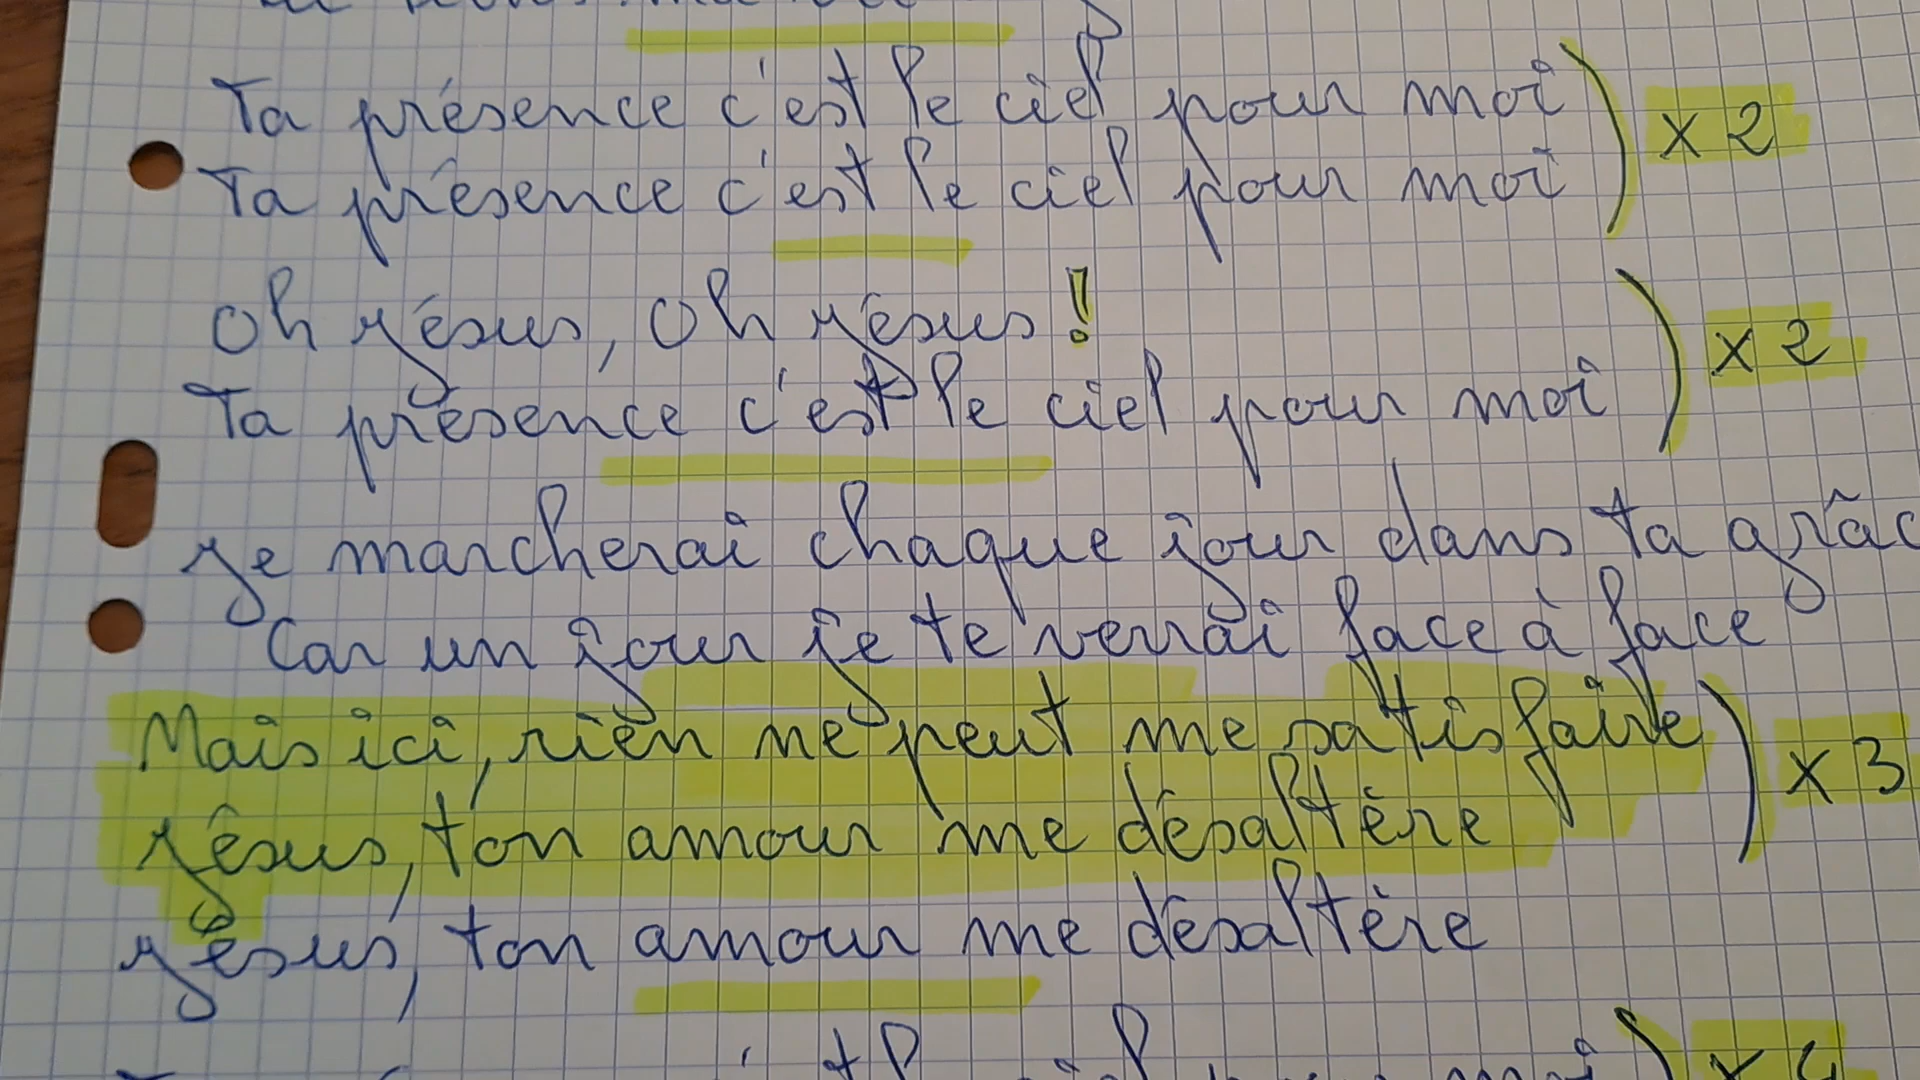 Ta présence c'est le ciel pour moi ) x 2
Ta présence c'est le ciel pour moi
Oh Jésus, Oh Jésus !
Ta présence c'est le ciel pour moi ) x 2
Je marcherai chaque jour dans ta grâc
Car un jour je te verrai face à face
Mais ici, rien ne peut me satisfaire
Jésus, ton amour me désaltère ) x 3
Jésus, ton amour me désaltère